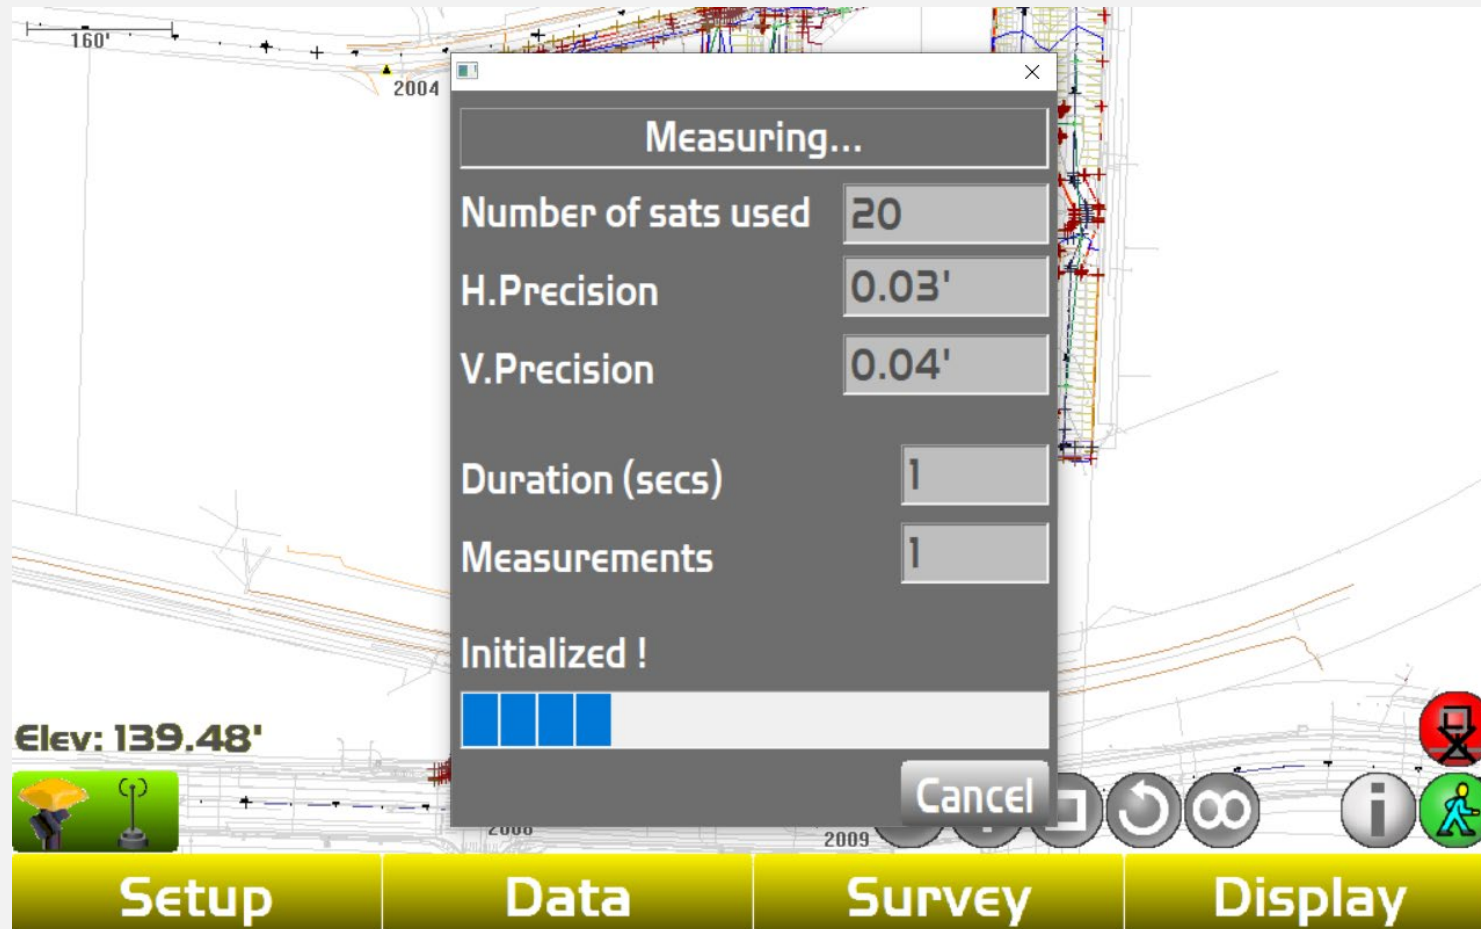 160'
2004
Measuring...
Number of sats used 20
H.Precision 0.03'
V.Precision 0.04'
Duration (secs) 1
Measurements 1
Initialized !
Elev: 139.48'
Cancel
2008
2009
Setup Data Survey Display